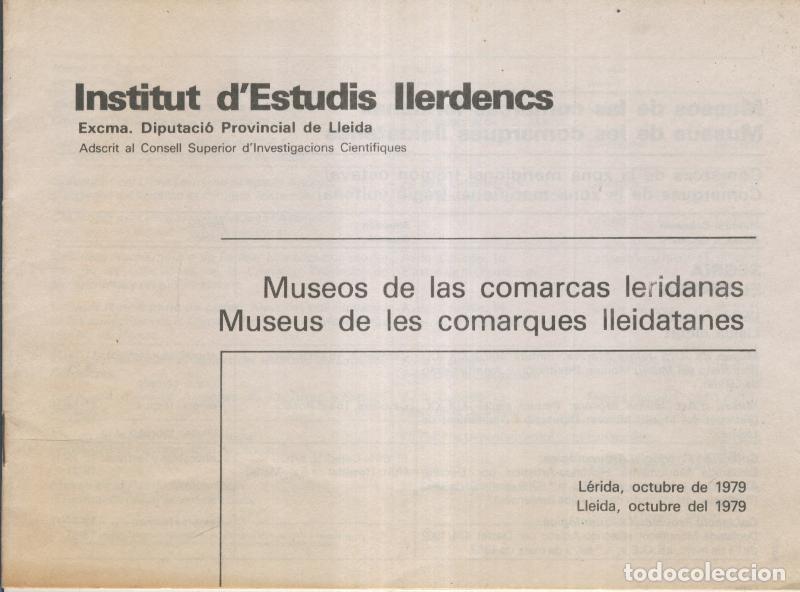 Institut d'Estudis Ilerdencs
Excma. Diputació Provincial de Lleida
Adscrit al Consell Superior d'Investigacions Científiques
Museos de las comarcas leridanas
Museus de les comarques lleidatanes
Lérida, octubre de 1979
Lleida, octubre del 1979
todocoleccion